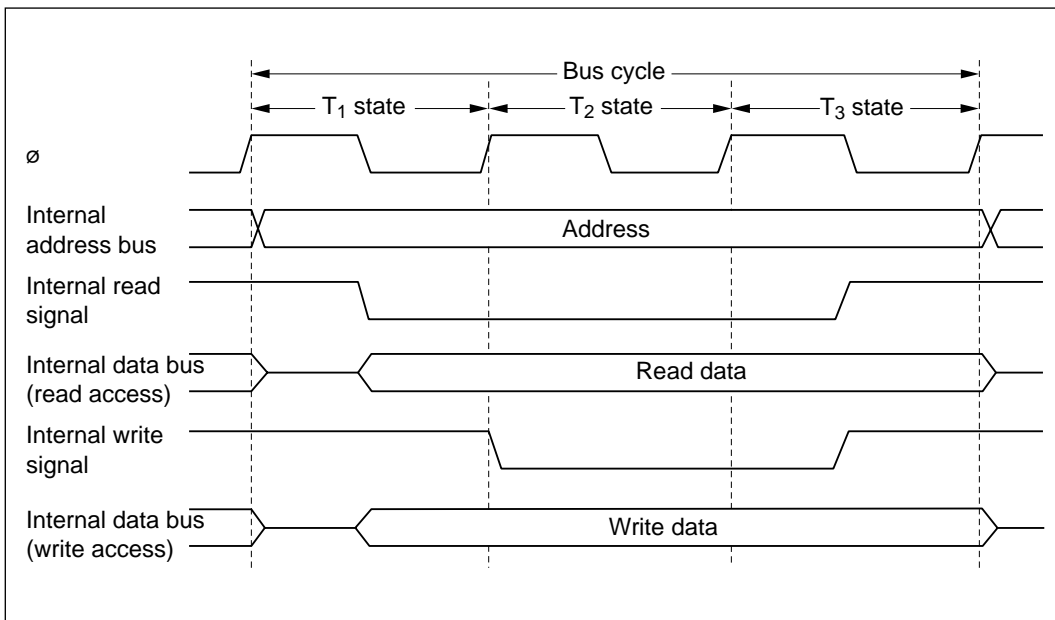 Bus cycle
T₁ state
T₂ state
T₃ state
ø
Internal
address bus
Address
Internal read
signal
Internal data bus
(read access)
Read data
Internal write
signal
Internal data bus
(write access)
Write data